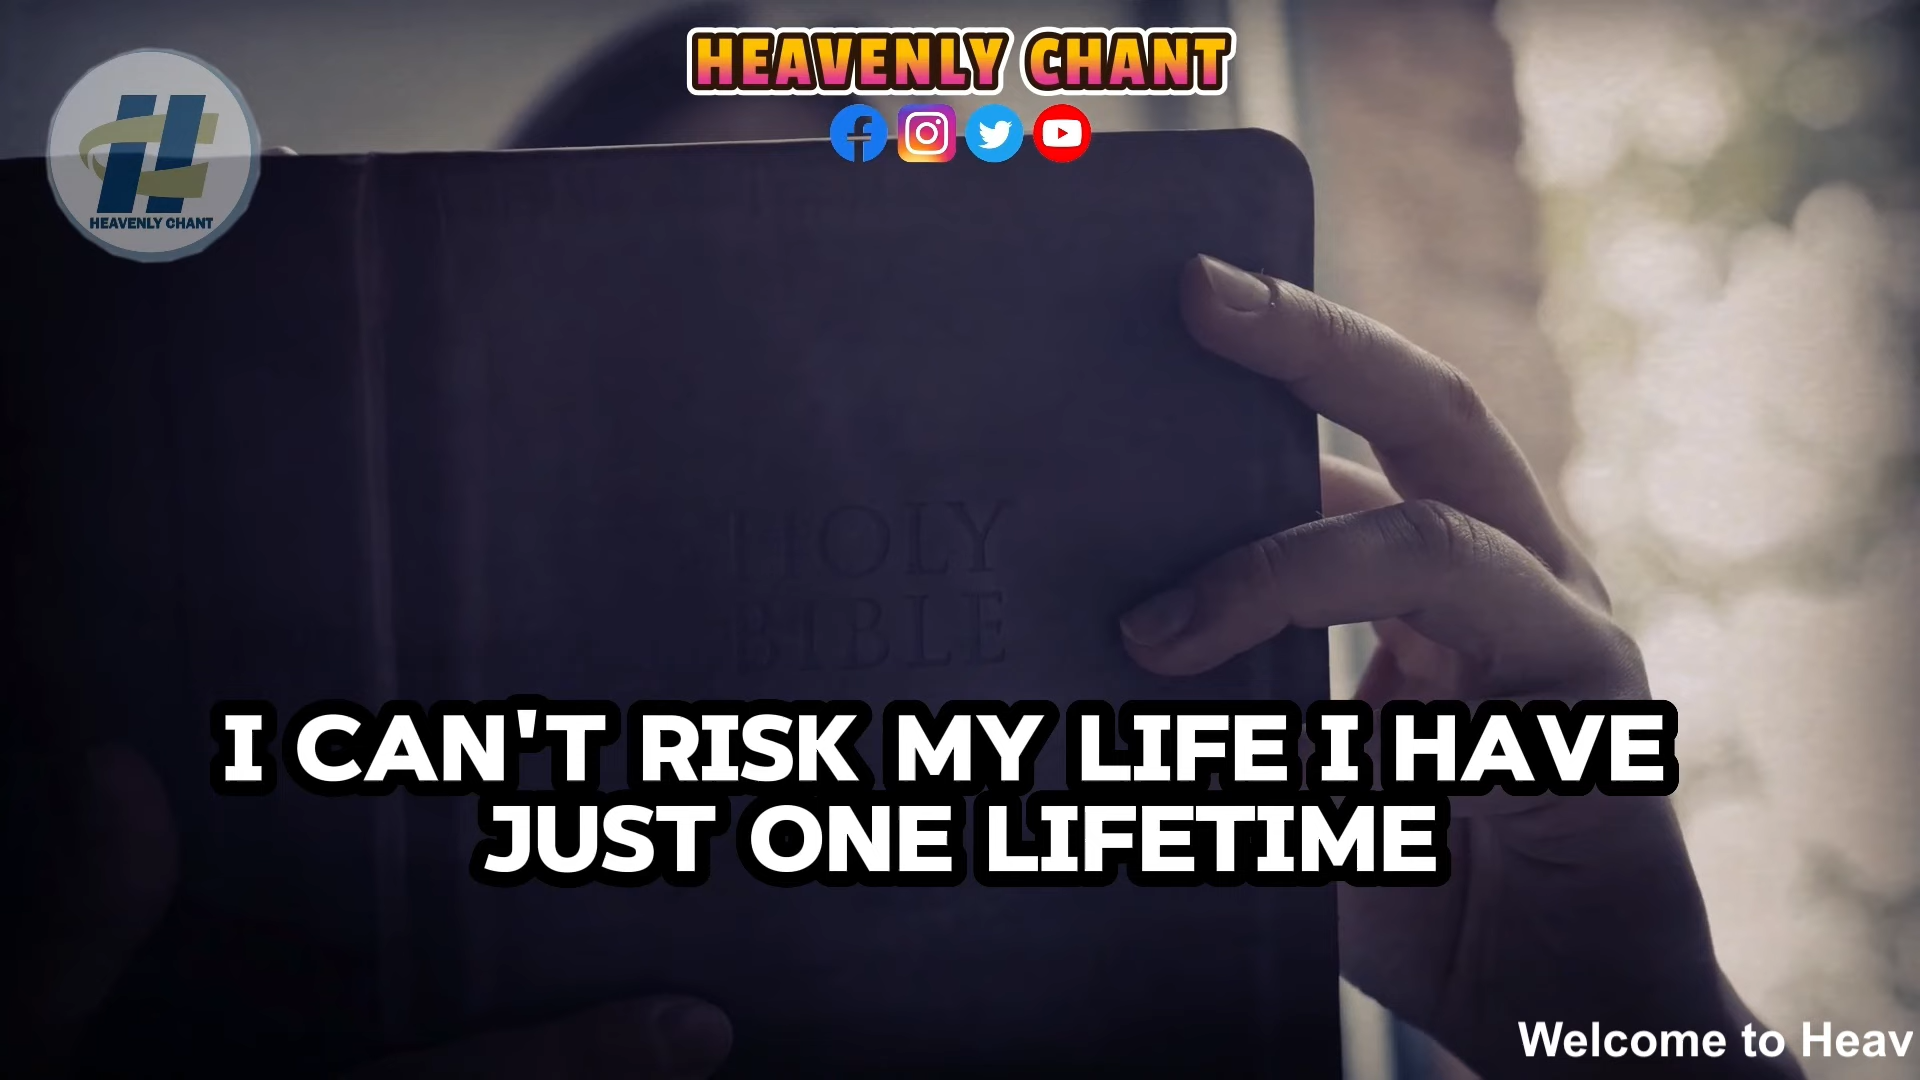 HEAVENLY CHANT
HEAVENLY CHANT
HOLY
BIBLE
I CAN'T RISK MY LIFE I HAVE
JUST ONE LIFETIME
Welcome to Heav